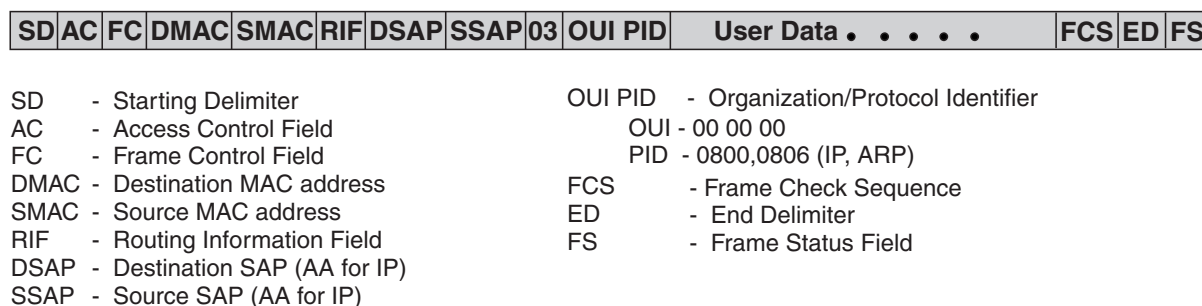 SD AC FC DMAC SMAC RIF DSAP SSAP 03 OUI PID User Data . . . . . FCS ED FS
SD - Starting Delimiter
AC - Access Control Field
FC - Frame Control Field
DMAC - Destination MAC address
SMAC - Source MAC address
RIF - Routing Information Field
DSAP - Destination SAP (AA for IP)
SSAP - Source SAP (AA for IP)
OUI PID - Organization/Protocol Identifier
OUI - 00 00 00
PID - 0800,0806 (IP, ARP)
FCS - Frame Check Sequence
ED - End Delimiter
FS - Frame Status Field